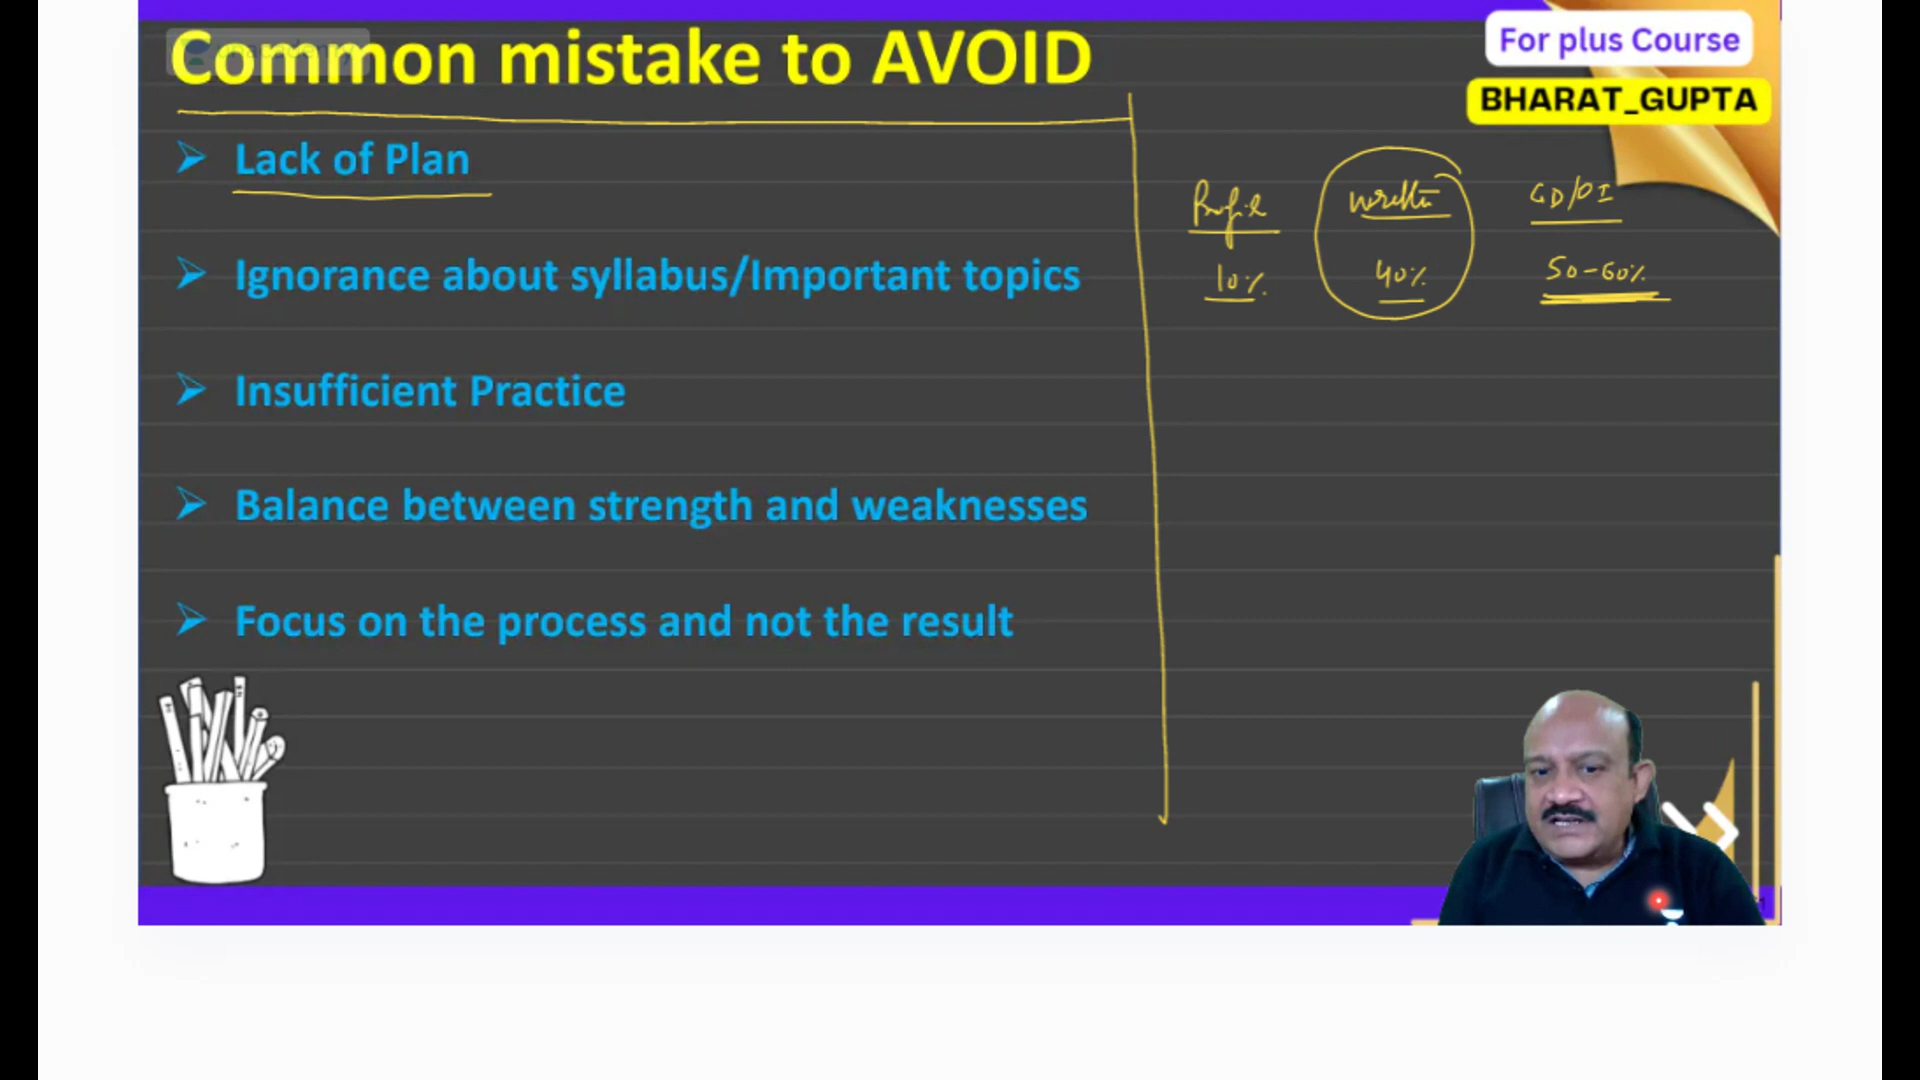 Common mistake to AVOID
For plus Course
BHARAT_GUPTA
➢ Lack of Plan
➢ Ignorance about syllabus/Important topics
➢ Insufficient Practice
➢ Balance between strength and weaknesses
➢ Focus on the process and not the result
Profile written GD/PI
10% 40% 50-60%